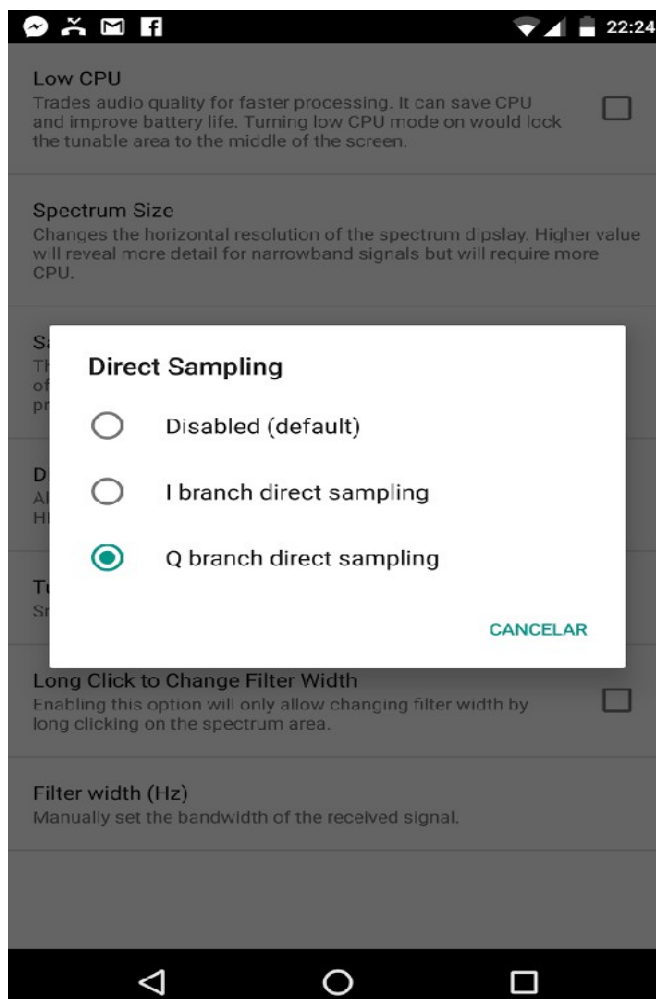 22:24
Low CPU
Trades audio quality for faster processing. It can save CPU
and improve battery life. Turning low CPU mode on would lock
the tunable area to the middle of the screen.
Spectrum Size
Changes the horizontal resolution of the spectrum dipslay. Higher value
will reveal more detail for narrowband signals but will require more
CPU.
Direct Sampling
Disabled (default)
I branch direct sampling
Q branch direct sampling
CANCELAR
Long Click to Change Filter Width
Enabling this option will only allow changing filter width by
long clicking on the spectrum area.
Filter width (Hz)
Manually set the bandwidth of the received signal.